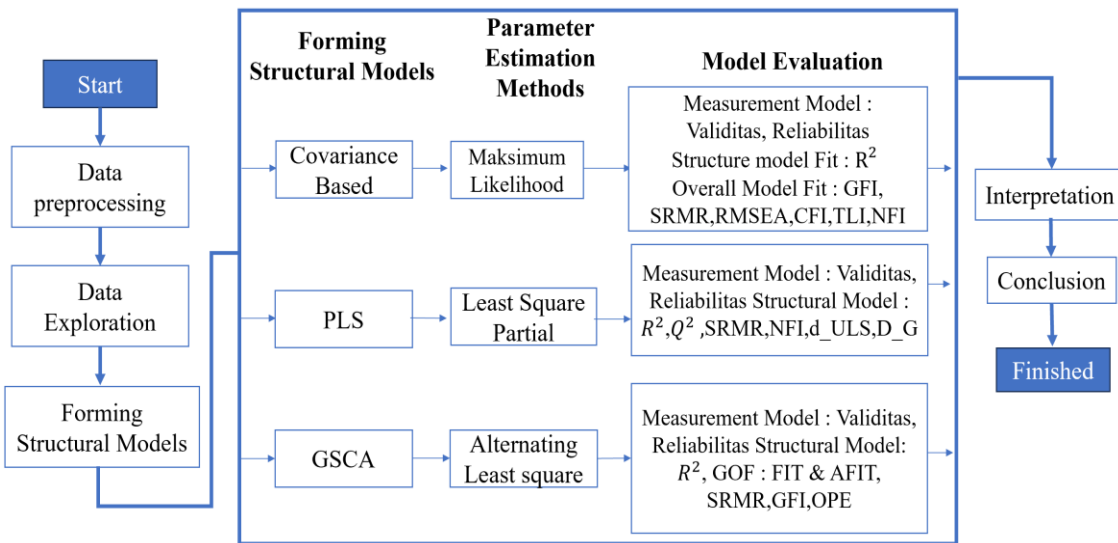 Start
Data
preprocessing
Data
Exploration
Forming
Structural Models
Forming
Structural Models
Parameter
Estimation
Methods
Model Evaluation
Covariance
Based
Maksimum
Likelihood
Measurement Model :
Validitas, Reliabilitas
Structure model Fit : R²
Overall Model Fit : GFI,
SRMR,RMSEA,CFI,TLI,NFI
PLS
Least Square
Partial
Measurement Model : Validitas,
Reliabilitas Structural Model :
R²,Q² ,SRMR,NFI,d_ULS,D_G
GSCA
Alternating
Least square
Measurement Model : Validitas,
Reliabilitas Structural Model:
R², GOF : FIT & AFIT,
SRMR,GFI,OPE
Interpretation
Conclusion
Finished